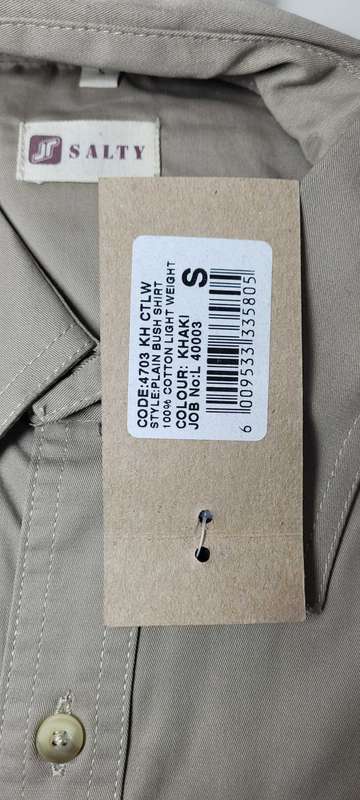 SALTY
CODE:4703 KH CTLW
STYLE:PLAIN BUSH SHIRT
100% COTTON LIGHT WEIGHT
COLOUR: KHAKI
JOB No:L 40003
S
6 009533 335805